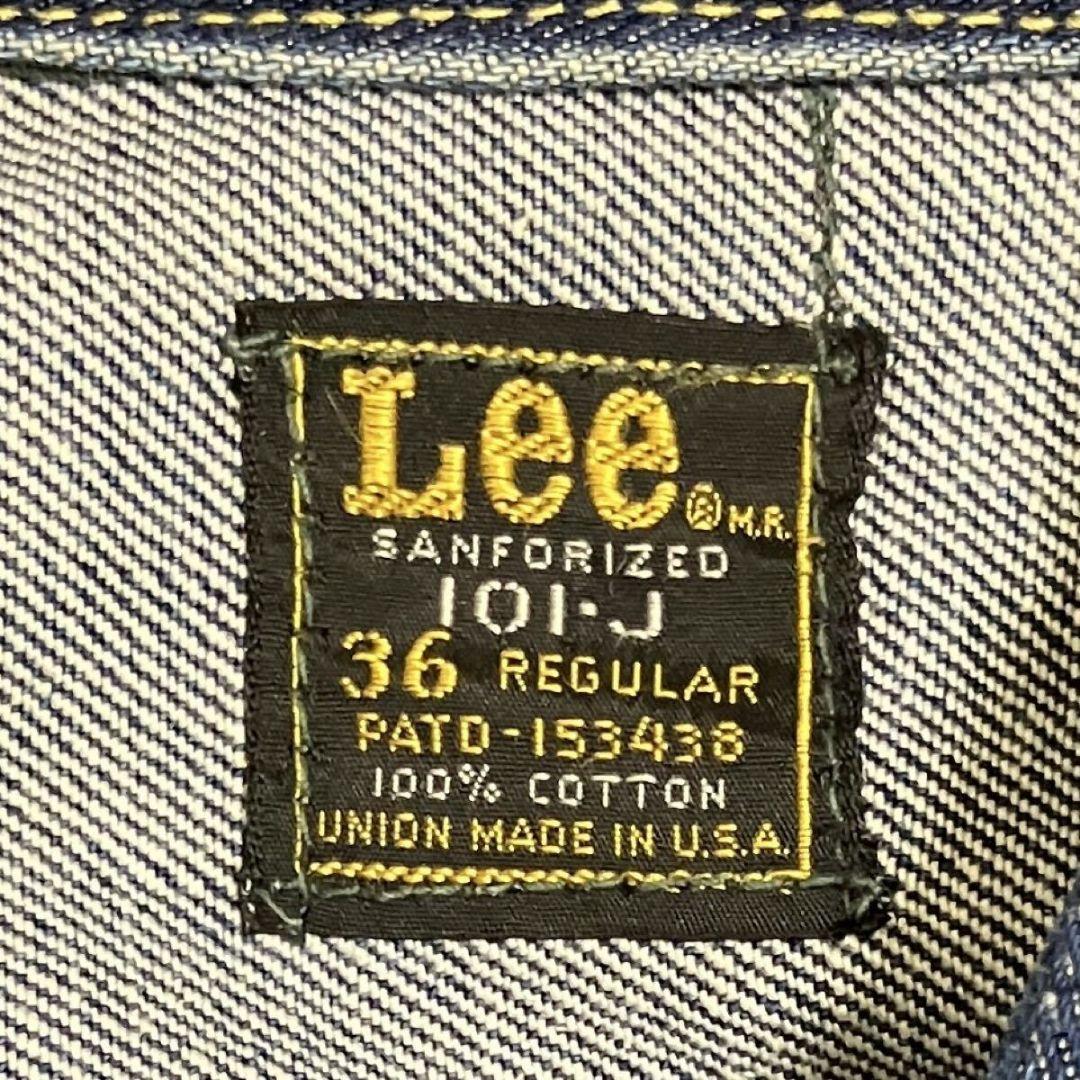 Lee ® M.R.
SANFORIZED
101-J
36 REGULAR
PATD-153438
100% COTTON
UNION MADE IN U.S.A.